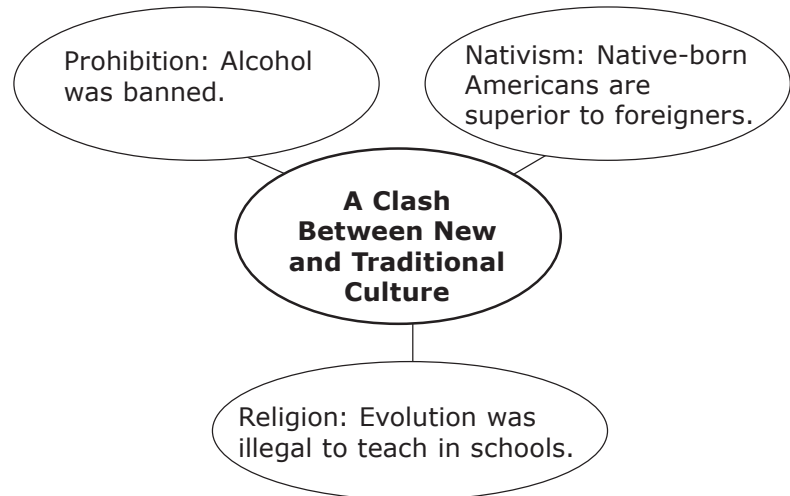 Prohibition: Alcohol
was banned.
Nativism: Native-born
Americans are
superior to foreigners.
A Clash
Between New
and Traditional
Culture
Religion: Evolution was
illegal to teach in schools.